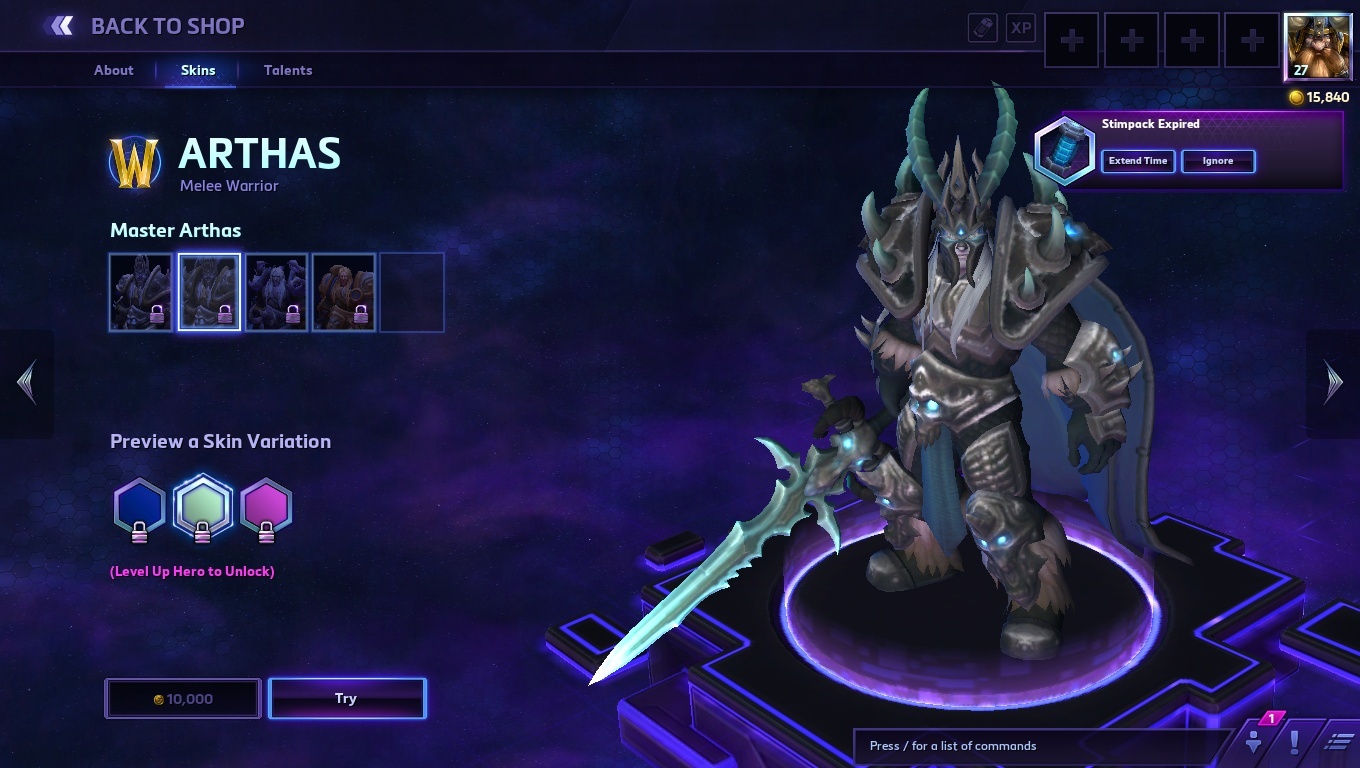 BACK TO SHOP
XP
27
15,840
About
Skins
Talents
Stimpack Expired
Extend Time
Ignore
W
ARTHAS
Melee Warrior
Master Arthas
Preview a Skin Variation
(Level Up Hero to Unlock)
10,000
Try
Press / for a list of commands
1
!